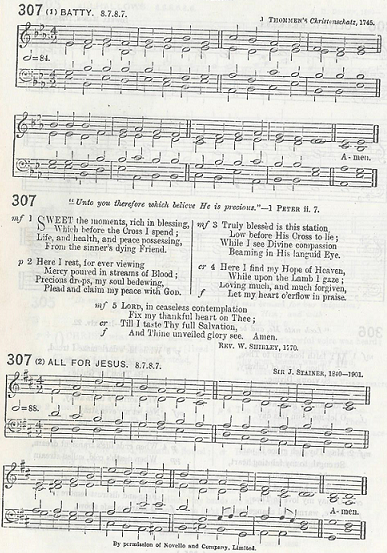 307 (1) BATTY. 8.7.8.7.
J THOMMEN'S Christenschatz, 1745.
♩=84.
A-men.
307
"Unto you therefore which believe He is precious."—1 PETER ii. 7.
mf 1 SWEET the moments, rich in blessing,
Which before the Cross I spend;
Life, and health, and peace possessing,
From the sinner's dying Friend.
p 2 Here I rest, for ever viewing
Mercy poured in streams of Blood;
Precious drops, my soul bedewing,
Plead and claim my peace with GOD.
mf 3 Truly blessèd is this station,
Low before His Cross to lie;
While I see Divine compassion
Beaming in His languid Eye.
cr 4 Here I find my Hope of Heaven,
While upon the Lamb I gaze;
Loving much, and much forgiven,
f Let my heart o'erflow in praise.
mf 5 LORD, in ceaseless contemplation
Fix my thankful heart on Thee;
cr Till I taste Thy full Salvation,
f And Thine unveiled glory see. Amen.
REV. W. SHIRLEY, 1770.
307 (2) ALL FOR JESUS. 8.7.8.7.
SIR J. STAINER, 1840—1901.
♩=88.
A-men.
By permission of Novello and Company, Limited.